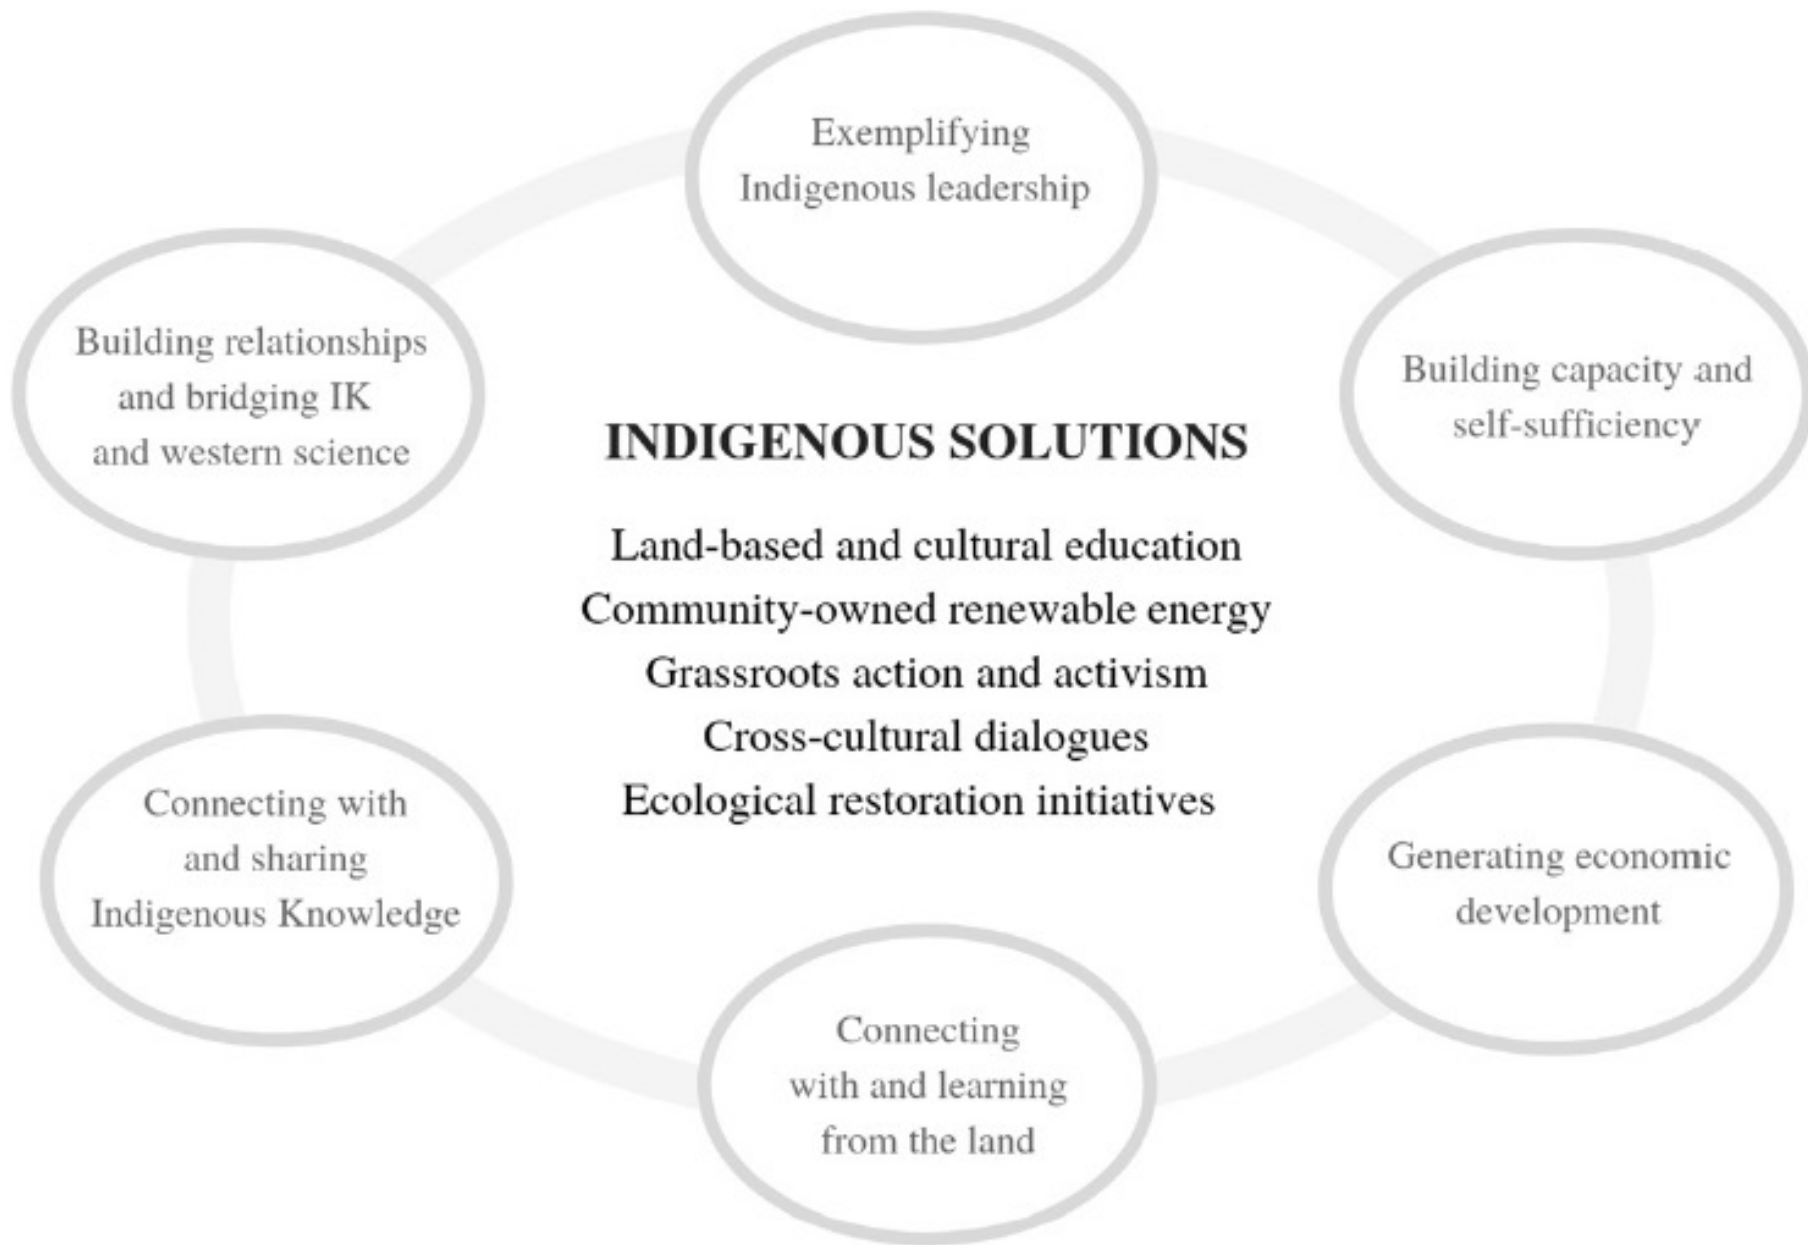 Exemplifying
Indigenous leadership
Building relationships
and bridging IK
and western science
Building capacity and
self-sufficiency
INDIGENOUS SOLUTIONS
Land-based and cultural education
Community-owned renewable energy
Grassroots action and activism
Cross-cultural dialogues
Ecological restoration initiatives
Connecting with
and sharing
Indigenous Knowledge
Generating economic
development
Connecting
with and learning
from the land